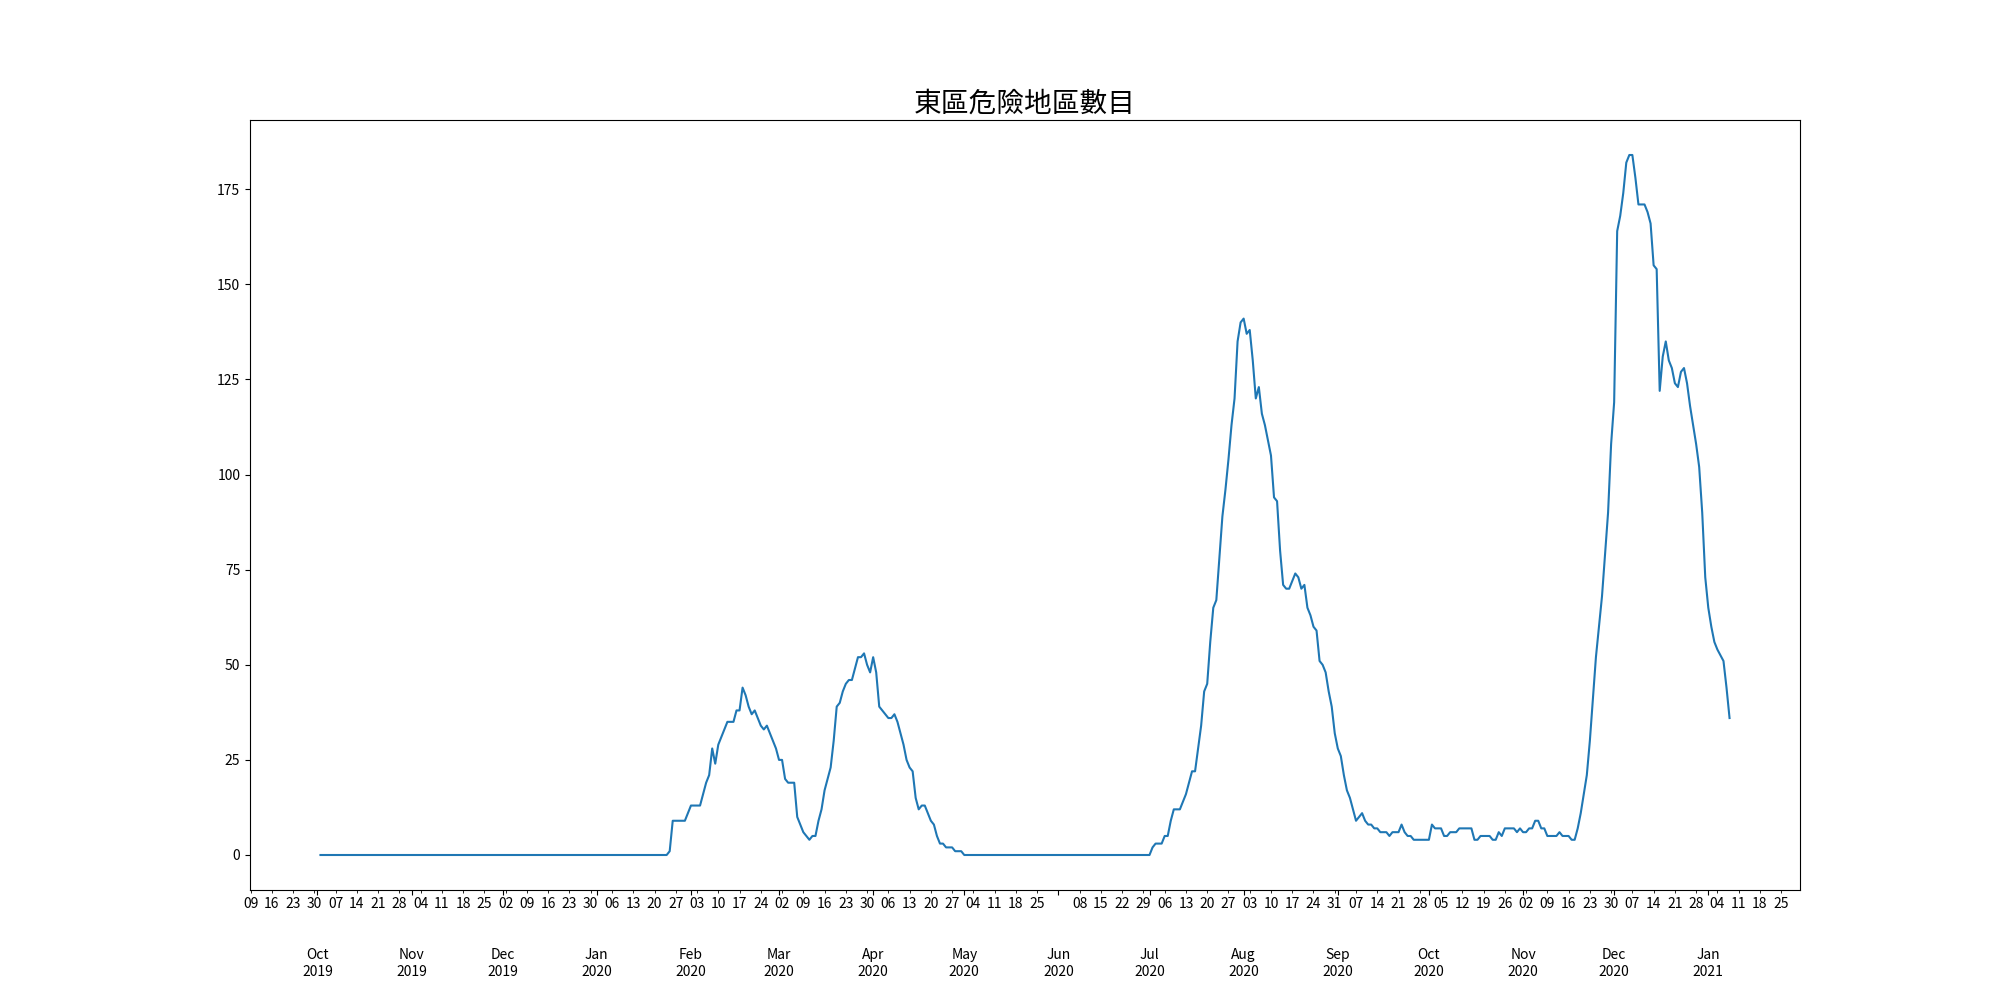 東區危險地區數目
175
150
125
100
75
50
25
0
09 16 23 30 07 14 21 28 04 11 18 25 02 09 16 23 30 06 13 20 27 03 10 17 24 02 09 16 23 30 06 13 20 27 04 11 18 25 08 15 22 29 06 13 20 27 03 10 17 24 31 07 14 21 28 05 12 19 26 02 09 16 23 30 07 14 21 28 04 11 18 25
Oct Nov Dec Jan Feb Mar Apr May Jun Jul Aug Sep Oct Nov Dec Jan
2019 2019 2019 2020 2020 2020 2020 2020 2020 2020 2020 2020 2020 2020 2020 2021